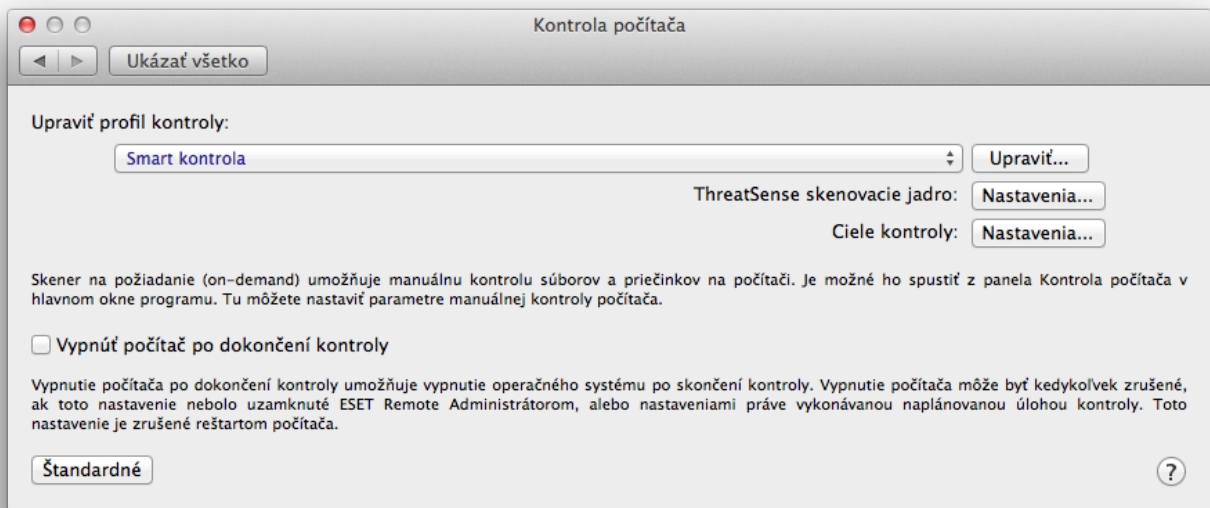 Kontrola počítača
Ukázať všetko
Upraviť profil kontroly:
Smart kontrola
Upraviť...
ThreatSense skenovacie jadro:
Nastavenia...
Ciele kontroly:
Nastavenia...
Skener na požiadanie (on-demand) umožňuje manuálnu kontrolu súborov a priečinkov na počítači. Je možné ho spustiť z panela Kontrola počítača v
hlavnom okne programu. Tu môžete nastaviť parametre manuálnej kontroly počítača.
Vypnúť počítač po dokončení kontroly
Vypnutie počítača po dokončení kontroly umožňuje vypnutie operačného systému po skončení kontroly. Vypnutie počítača môže byť kedykoľvek zrušené,
ak toto nastavenie nebolo uzamknuté ESET Remote Administrátorom, alebo nastaveniami práve vykonávanou naplánovanou úlohou kontroly. Toto
nastavenie je zrušené reštartom počítača.
Štandardné
?